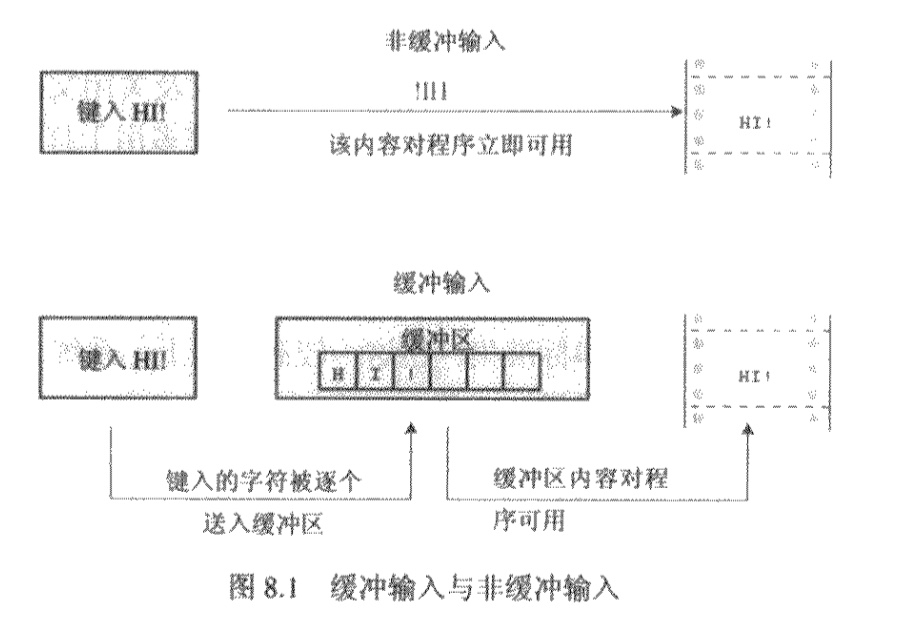 非缓冲输入
键入 HI!
!III
HI!
该内容对程序立即可用
缓冲输入
键入 HI!
缓冲区
H I !
HI!
键入的字符被逐个
送入缓冲区
缓冲区内容对程
序可用
图 8.1 缓冲输入与非缓冲输入